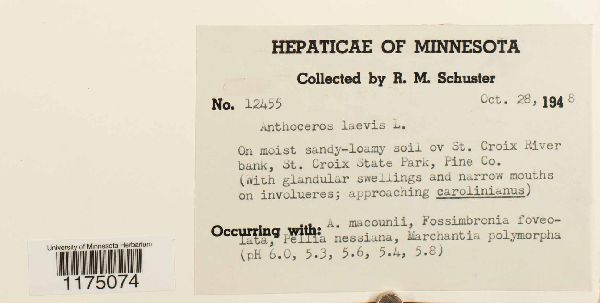 HEPATICAE OF MINNESOTA
Collected by R. M. Schuster
No. 12455 Oct. 28, 1948
Anthoceros laevis L.
On moist sandy-loamy soil ov St. Croix River
bank, St. Croix State Park, Pine Co.
(With glandular swellings and narrow mouths
on involueres; approaching carolinianus)
Occurring with: A. macounii, Fossimbronia foveo-
lata, Pellia nessiana, Marchantia polymorpha
(pH 6.0, 5.3, 5.6, 5.4, 5.8)
University of Minnesota Herbarium
1175074